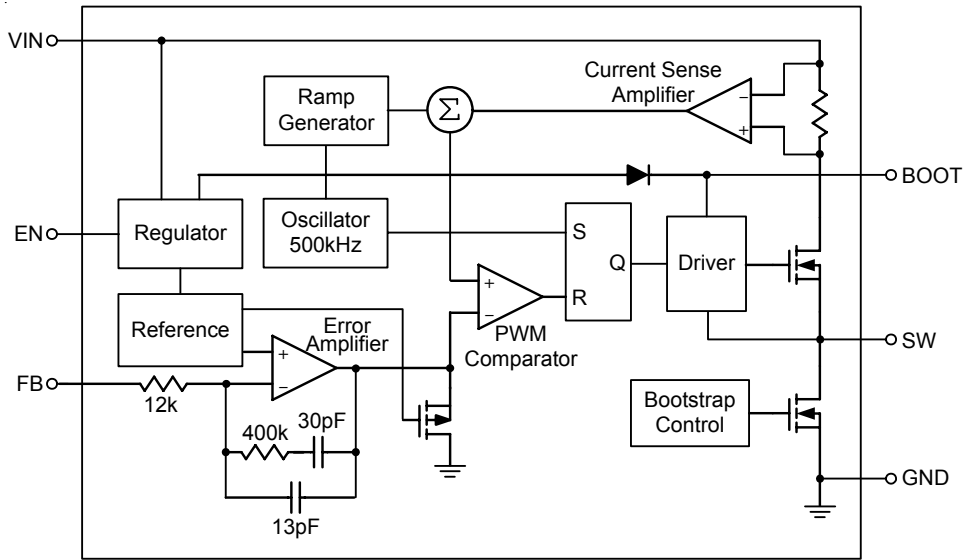 VIN
Current Sense
Amplifier
Ramp
Generator
Σ
−
+
BOOT
EN
Regulator
Oscillator
500kHz
S
Q
R
Driver
+
−
PWM
Comparator
Reference
Error
Amplifier
+
−
SW
FB
12k
400k
30pF
13pF
Bootstrap
Control
GND